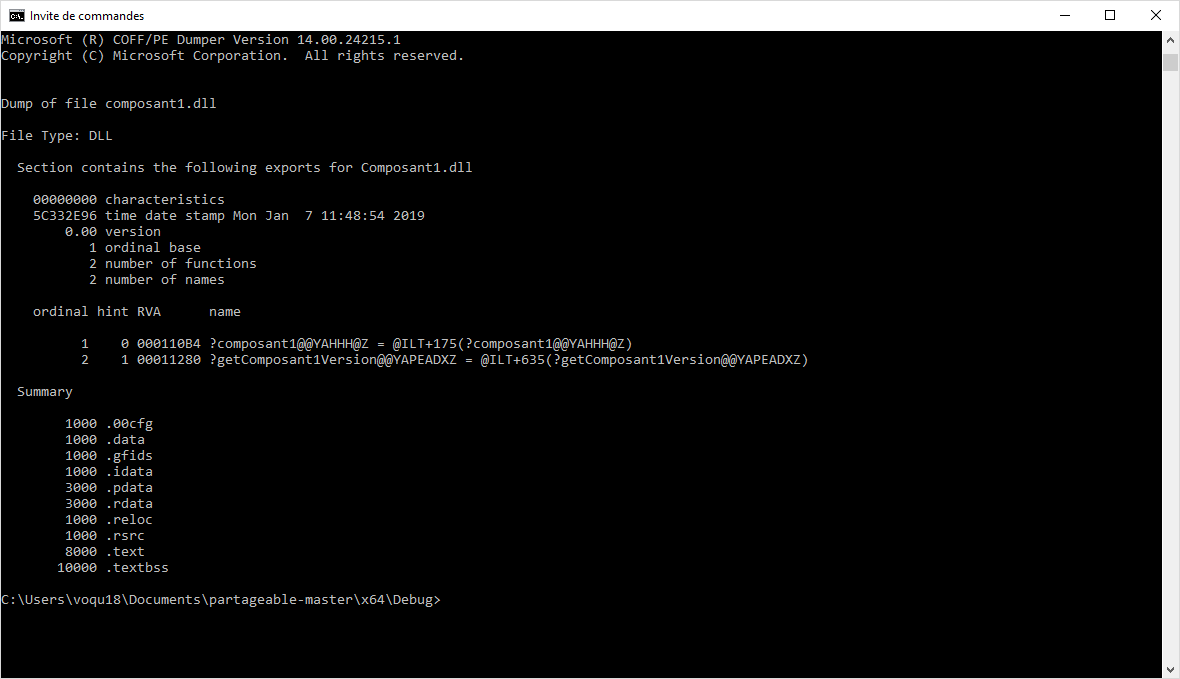 Invite de commandes
Microsoft (R) COFF/PE Dumper Version 14.00.24215.1
Copyright (C) Microsoft Corporation.  All rights reserved.
Dump of file composant1.dll
File Type: DLL
  Section contains the following exports for Composant1.dll
    00000000 characteristics
    5C332E96 time date stamp Mon Jan  7 11:48:54 2019
        0.00 version
           1 ordinal base
           2 number of functions
           2 number of names
    ordinal hint RVA      name
          1    0 000110B4 ?composant1@@YAHHH@Z = @ILT+175(?composant1@@YAHHH@Z)
          2    1 00011280 ?getComposant1Version@@YAPEADXZ = @ILT+635(?getComposant1Version@@YAPEADXZ)
  Summary
        1000 .00cfg
        1000 .data
        1000 .gfids
        1000 .idata
        3000 .pdata
        3000 .rdata
        1000 .reloc
        1000 .rsrc
        8000 .text
       10000 .textbss
C:\Users\voqu18\Documents\partageable-master\x64\Debug>